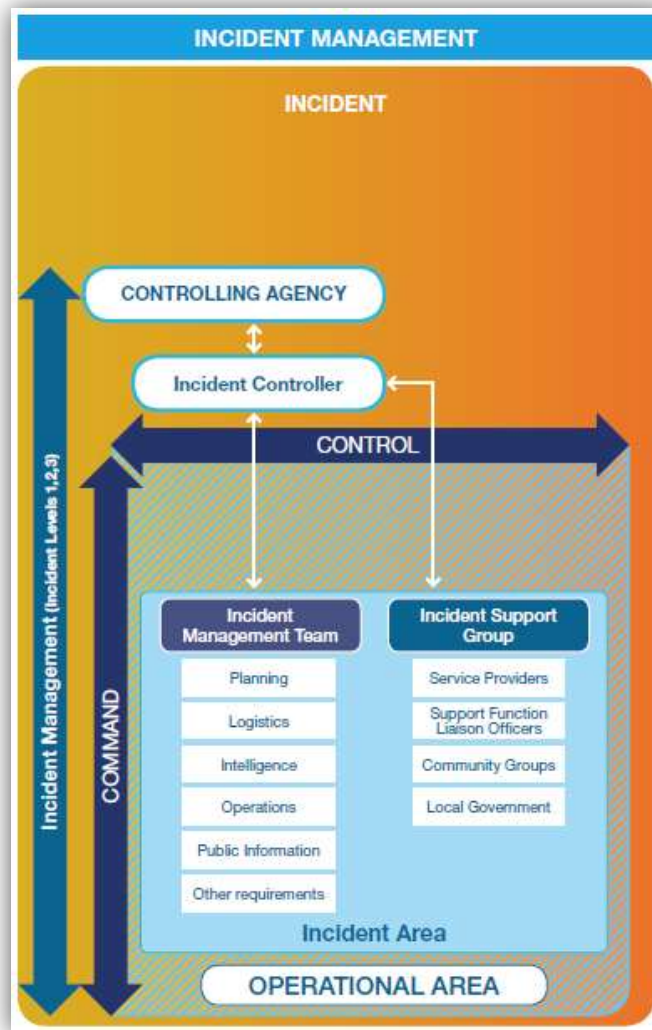 INCIDENT MANAGEMENT
INCIDENT
CONTROLLING AGENCY
Incident Controller
CONTROL
Incident Management (Incident Levels 1,2,3)
COMMAND
Incident
Management Team
Planning
Logistics
Intelligence
Operations
Public Information
Other requirements
Incident Support
Group
Service Providers
Support Function
Liaison Officers
Community Groups
Local Government
Incident Area
OPERATIONAL AREA